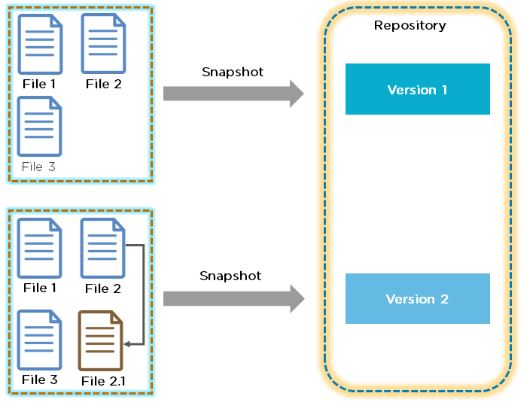 Repository
Snapshot
Version 1
File 1
File 2
File 3
Snapshot
Version 2
File 1
File 2
File 3
File 2.1